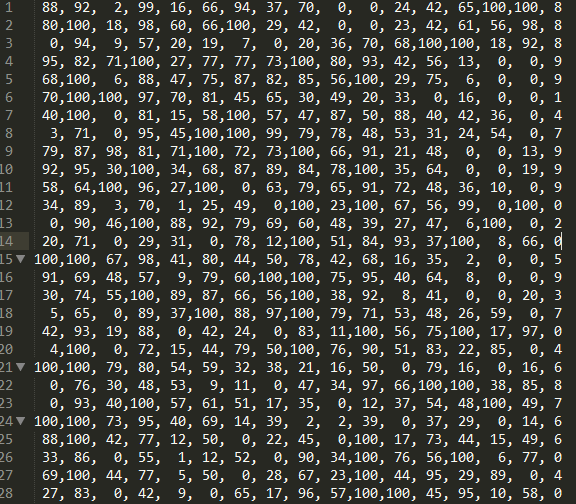 1 88, 92, 2, 99, 16, 66, 94, 37, 70, 0, 0, 24, 42, 65,100,100, 8
2 80,100, 18, 98, 60, 66,100, 29, 42, 0, 0, 23, 42, 61, 56, 98, 8
3 0, 94, 9, 57, 20, 19, 7, 0, 20, 36, 70, 68,100,100, 18, 92, 8
4 95, 82, 71,100, 27, 77, 77, 73,100, 80, 93, 42, 56, 13, 0, 0, 9
5 68,100, 6, 88, 47, 75, 87, 82, 85, 56,100, 29, 75, 6, 0, 0, 9
6 70,100,100, 97, 70, 81, 45, 65, 30, 49, 20, 33, 0, 16, 0, 0, 1
7 40,100, 0, 81, 15, 58,100, 57, 47, 87, 50, 88, 40, 42, 36, 0, 4
8 3, 71, 0, 95, 45,100,100, 99, 79, 78, 48, 53, 31, 24, 54, 0, 7
9 79, 87, 98, 81, 71,100, 72, 73,100, 66, 91, 21, 48, 0, 0, 13, 9
10 92, 95, 30,100, 34, 68, 87, 89, 84, 78,100, 35, 64, 0, 0, 19, 9
11 58, 64,100, 96, 27,100, 0, 63, 79, 65, 91, 72, 48, 36, 10, 0, 9
12 34, 89, 3, 70, 1, 25, 49, 0,100, 23,100, 67, 56, 99, 0,100, 0
13 0, 90, 46,100, 88, 92, 79, 69, 60, 48, 39, 27, 47, 6,100, 0, 2
14 20, 71, 0, 29, 31, 0, 78, 12,100, 51, 84, 93, 37,100, 8, 66, 0
15 100,100, 67, 98, 41, 80, 44, 50, 78, 42, 68, 16, 35, 2, 0, 0, 5
16 91, 69, 48, 57, 9, 79, 60,100,100, 75, 95, 40, 64, 8, 0, 0, 9
17 30, 74, 55,100, 89, 87, 66, 56,100, 38, 92, 8, 41, 0, 0, 20, 3
18 5, 65, 0, 89, 37,100, 88, 97,100, 79, 71, 53, 48, 26, 59, 0, 7
19 42, 93, 19, 88, 0, 42, 24, 0, 83, 11,100, 56, 75,100, 17, 97, 0
20 4,100, 0, 72, 15, 44, 79, 50,100, 76, 90, 51, 83, 22, 85, 0, 4
21 100,100, 79, 80, 54, 59, 32, 38, 21, 16, 50, 0, 79, 16, 0, 16, 6
22 0, 76, 30, 48, 53, 9, 11, 0, 47, 34, 97, 66,100,100, 38, 85, 8
23 0, 93, 40,100, 57, 61, 51, 17, 35, 0, 12, 37, 54, 48,100, 49, 7
24 100,100, 73, 95, 40, 69, 14, 39, 2, 2, 39, 0, 37, 29, 0, 14, 6
25 88,100, 42, 77, 12, 50, 0, 22, 45, 0,100, 17, 73, 44, 15, 49, 6
26 33, 86, 0, 55, 1, 12, 52, 0, 90, 34,100, 76, 56,100, 6, 77, 0
27 69,100, 44, 77, 5, 50, 0, 28, 67, 23,100, 44, 95, 29, 89, 0, 4
28 27, 83, 0, 42, 9, 0, 65, 17, 96, 57,100,100, 45, 95, 10, 58, 0